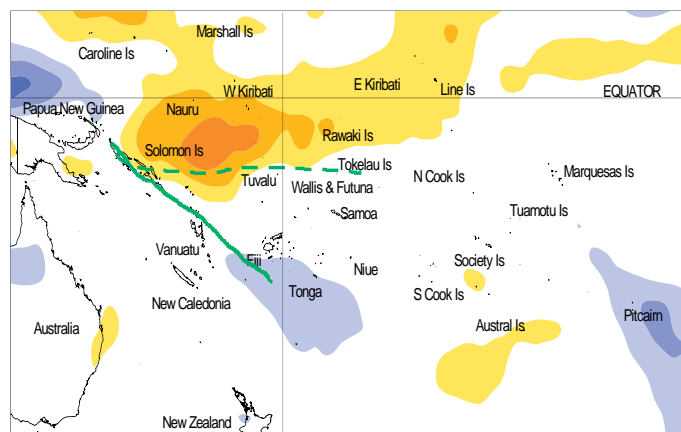 Marshall Is
Caroline Is
W Kiribati
E Kiribati
Line Is
EQUATOR
Papua New Guinea
Nauru
Rawaki Is
Solomon Is
Tokelau Is
Tuvalu
Wallis & Futuna
N Cook Is
Marquesas Is
Samoa
Tuamotu Is
Vanuatu
Fiji
Niue
Society Is
Tonga
S Cook Is
New Caledonia
Australia
Austral Is
Pitcairn
New Zealand